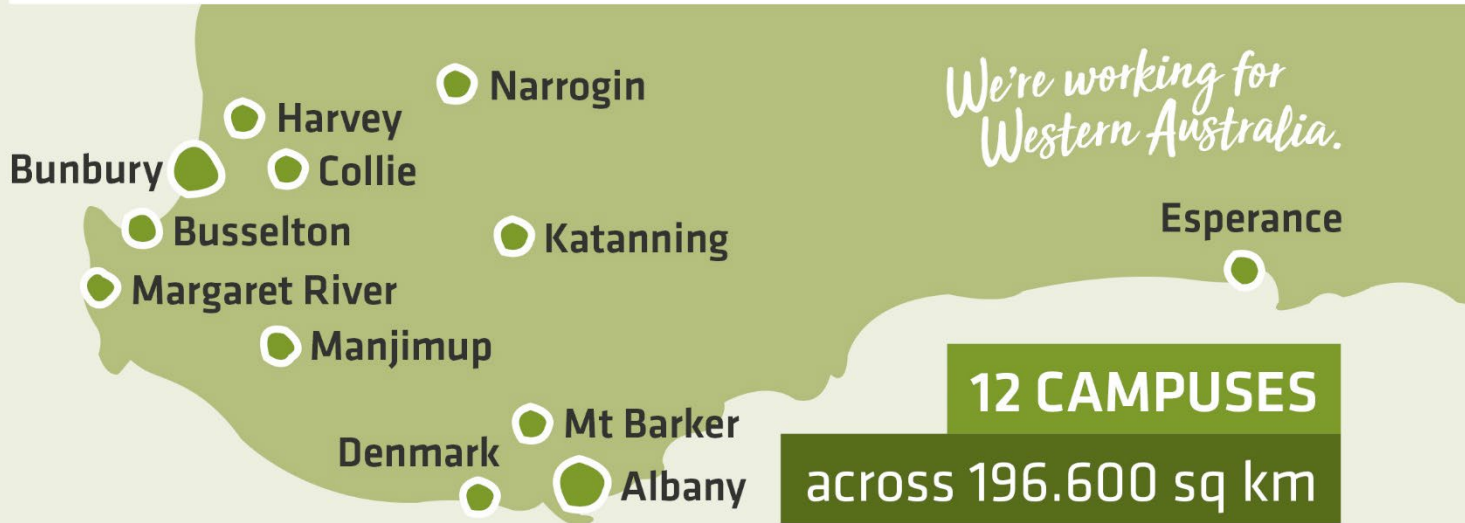 Narrogin
Harvey
Bunbury
Collie
Busselton
Katanning
Margaret River
Manjimup
Mt Barker
Denmark
Albany
We're working for
Western Australia.
Esperance
12 CAMPUSES
across 196.600 sq km